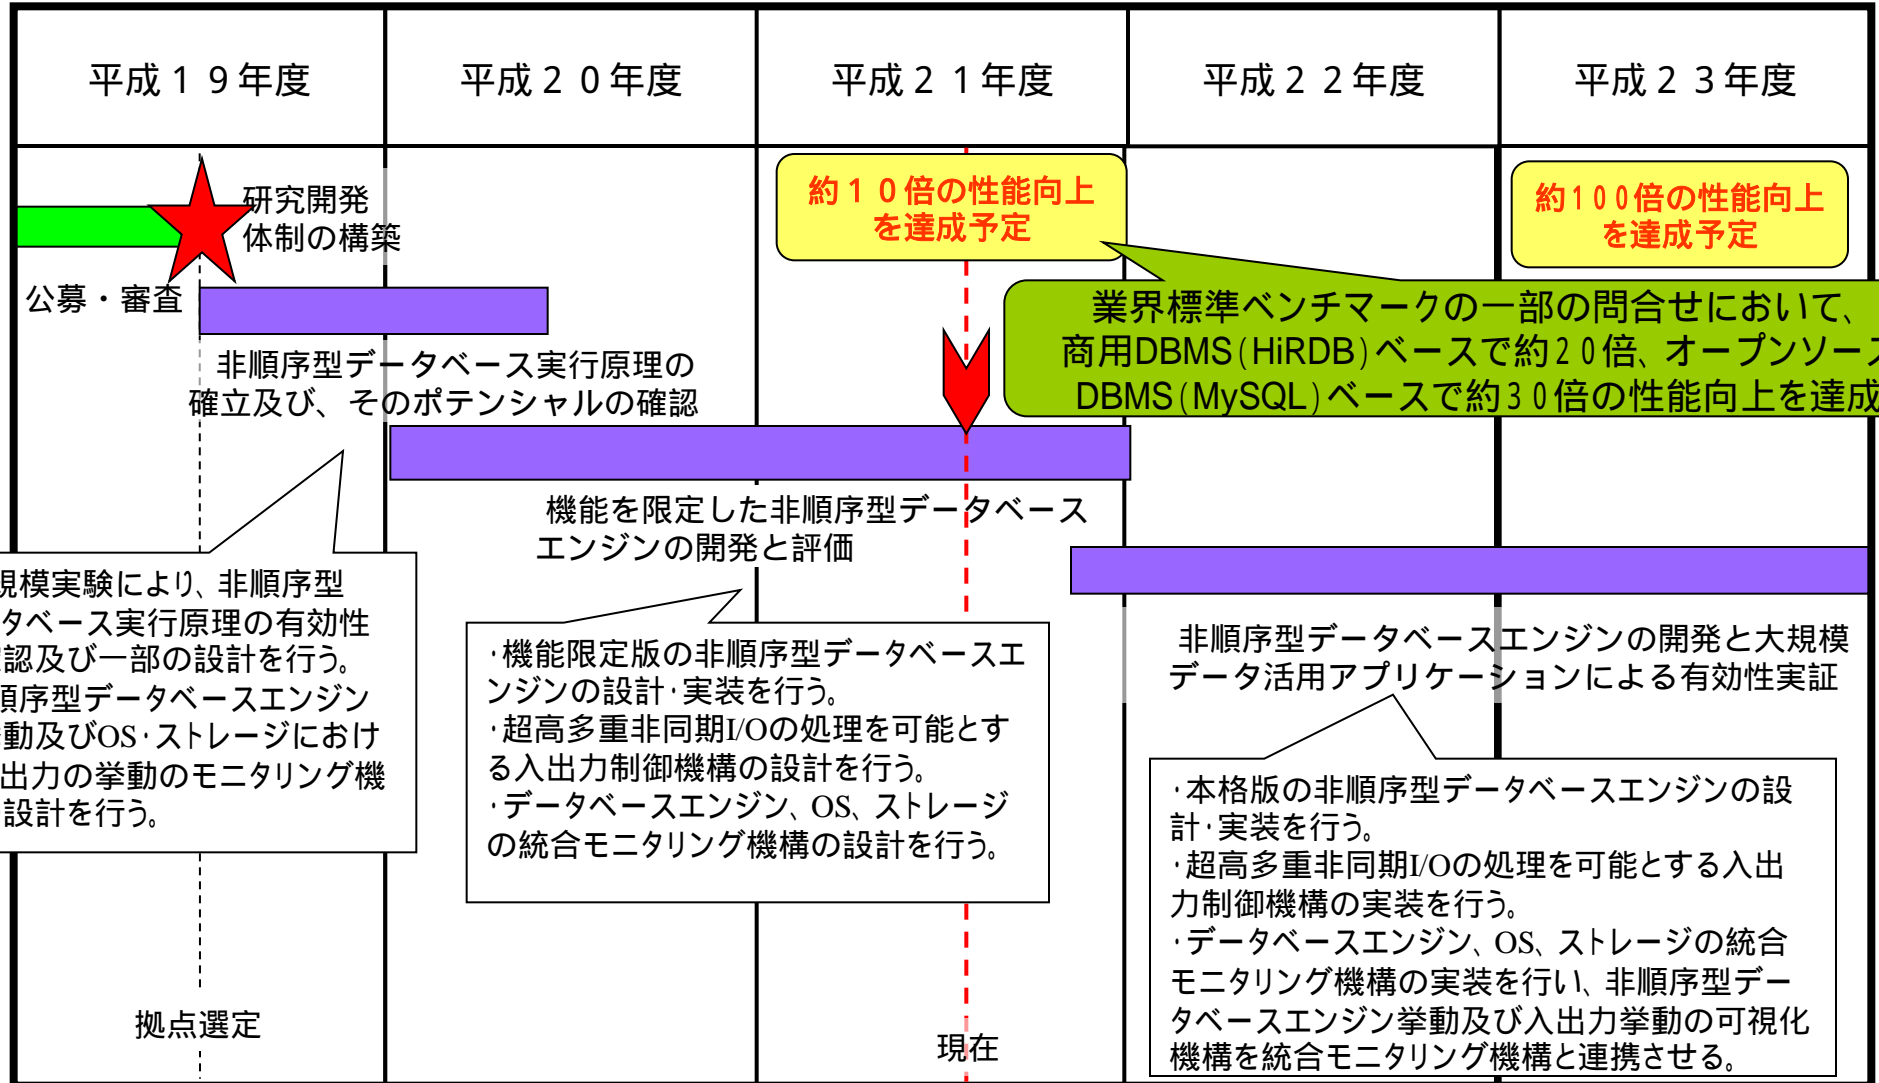 平成１９年度
平成２０年度
平成２１年度
平成２２年度
平成２３年度
研究開発
体制の構築
公募・審査
約１０倍の性能向上
を達成予定
約100倍の性能向上
を達成予定
業界標準ベンチマークの一部の問合せにおいて、
商用DBMS(HiRDB)ベースで約20倍、オープンソース
DBMS(MySQL)ベースで約30倍の性能向上を達成
非順序型データベース実行原理の
確立及び、そのポテンシャルの確認
機能を限定した非順序型データベース
エンジンの開発と評価
非順序型データベースエンジンの開発と大規模
データ活用アプリケーションによる有効性実証
規模実験により、非順序型
タベース実行原理の有効性
認及び一部の設計を行う。
順序型データベースエンジン
動及びOS・ストレージにおけ
出力の挙動のモニタリング機
設計を行う。
・機能限定版の非順序型データベースエ
ンジンの設計・実装を行う。
・超高多重非同期I/Oの処理を可能とす
る入出力制御機構の設計を行う。
・データベースエンジン、OS、ストレージ
の統合モニタリング機構の設計を行う。
・本格版の非順序型データベースエンジンの設
計・実装を行う。
・超高多重非同期I/Oの処理を可能とする入出
力制御機構の実装を行う。
・データベースエンジン、OS、ストレージの統合
モニタリング機構の実装を行い、非順序型デー
タベースエンジン挙動及び入出力挙動の可視化
機構を統合モニタリング機構と連携させる。
拠点選定
現在